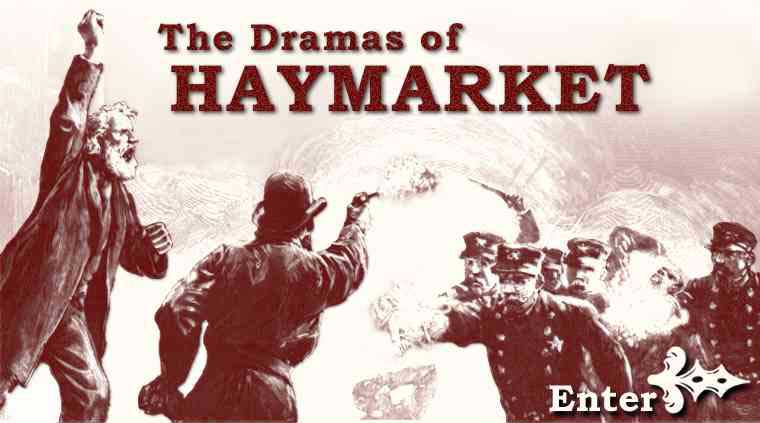 The Dramas of
HAYMARKET
Enter